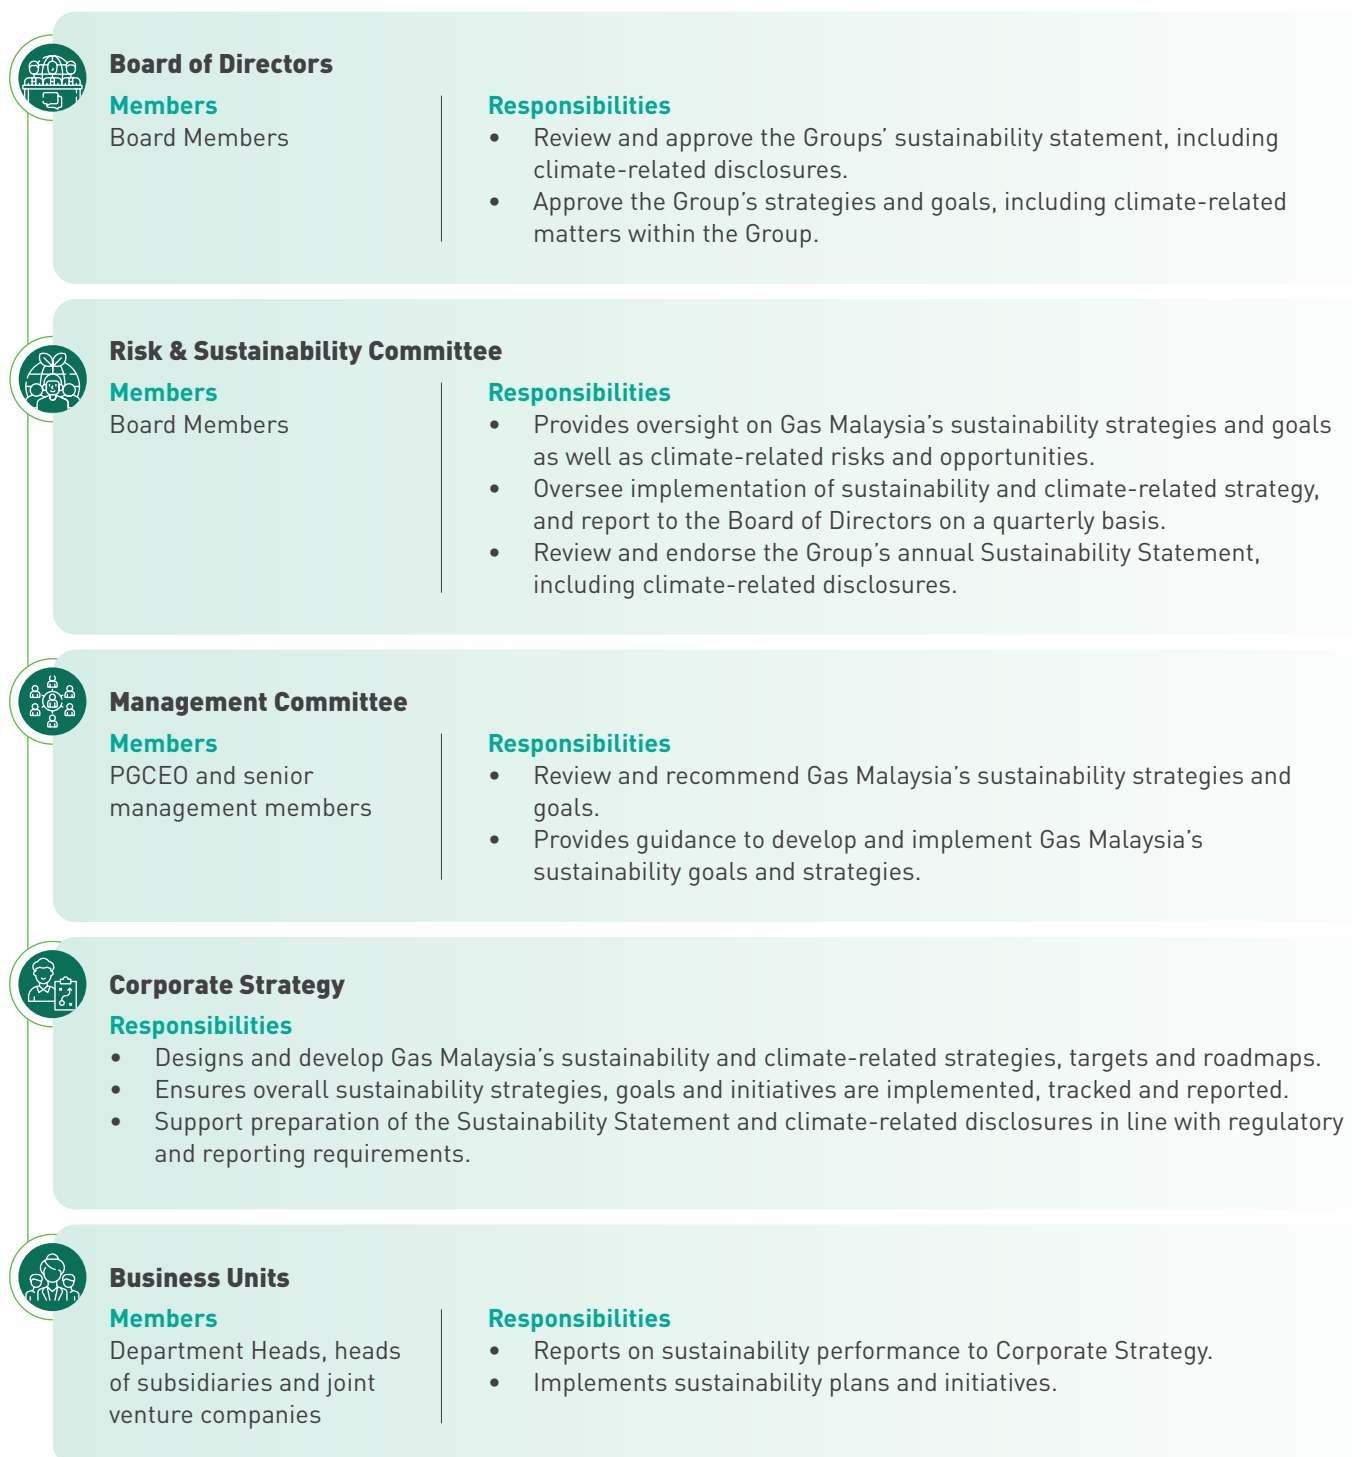 Board of Directors
Members
Board Members
Responsibilities
• Review and approve the Groups’ sustainability statement, including
climate-related disclosures.
• Approve the Group’s strategies and goals, including climate-related
matters within the Group.
Risk & Sustainability Committee
Members
Board Members
Responsibilities
• Provides oversight on Gas Malaysia’s sustainability strategies and goals
as well as climate-related risks and opportunities.
• Oversee implementation of sustainability and climate-related strategy,
and report to the Board of Directors on a quarterly basis.
• Review and endorse the Group’s annual Sustainability Statement,
including climate-related disclosures.
Management Committee
Members
PGCEO and senior
management members
Responsibilities
• Review and recommend Gas Malaysia’s sustainability strategies and
goals.
• Provides guidance to develop and implement Gas Malaysia’s
sustainability goals and strategies.
Corporate Strategy
Responsibilities
• Designs and develop Gas Malaysia’s sustainability and climate-related strategies, targets and roadmaps.
• Ensures overall sustainability strategies, goals and initiatives are implemented, tracked and reported.
• Support preparation of the Sustainability Statement and climate-related disclosures in line with regulatory
and reporting requirements.
Business Units
Members
Department Heads, heads
of subsidiaries and joint
venture companies
Responsibilities
• Reports on sustainability performance to Corporate Strategy.
• Implements sustainability plans and initiatives.